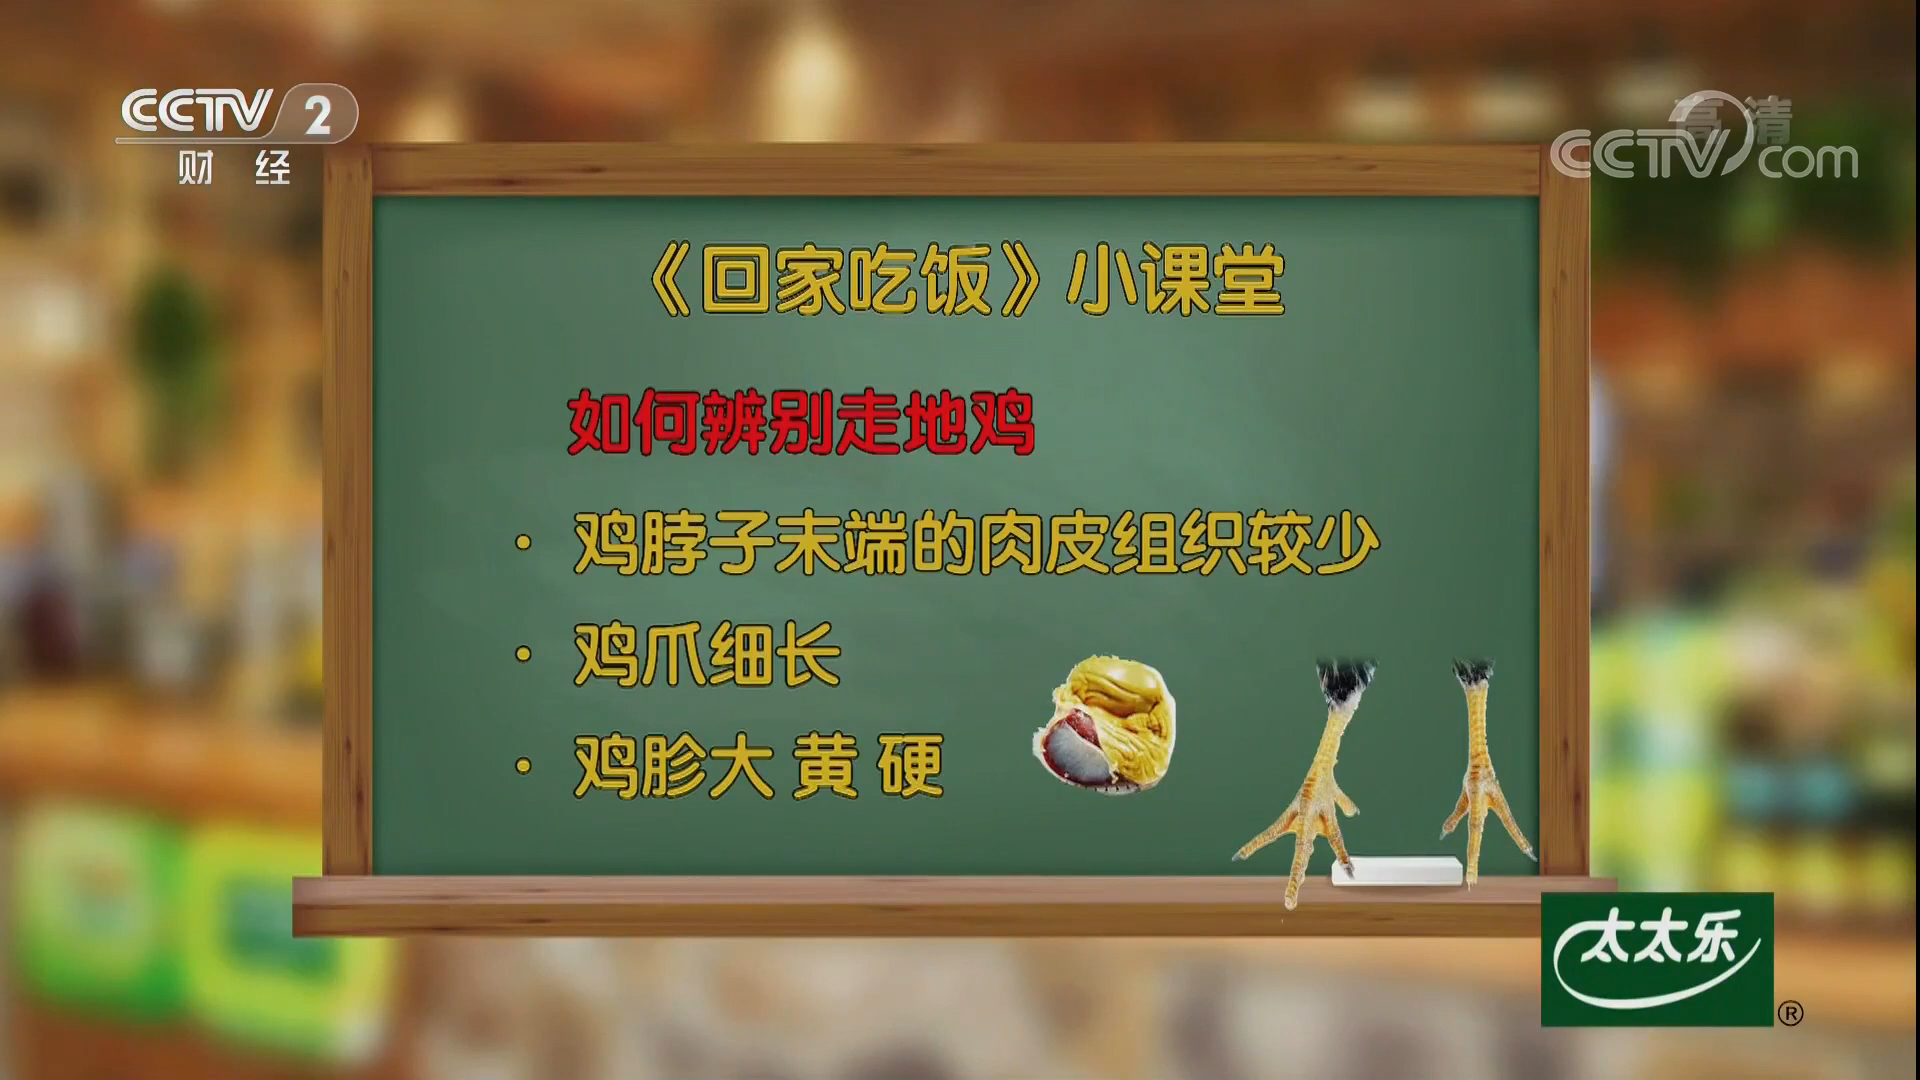 CCTV 2
财 经
高清
CCTV com
《回家吃饭》小课堂
如何辨别走地鸡
· 鸡脖子末端的肉皮组织较少
· 鸡爪细长
· 鸡胗大 黄 硬
太太乐
®